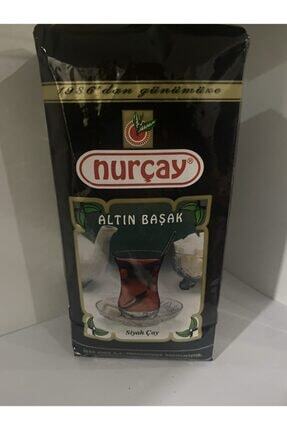 1986'dan günümüze
nurçay®
ALTIN BAŞAK
Siyah Çay